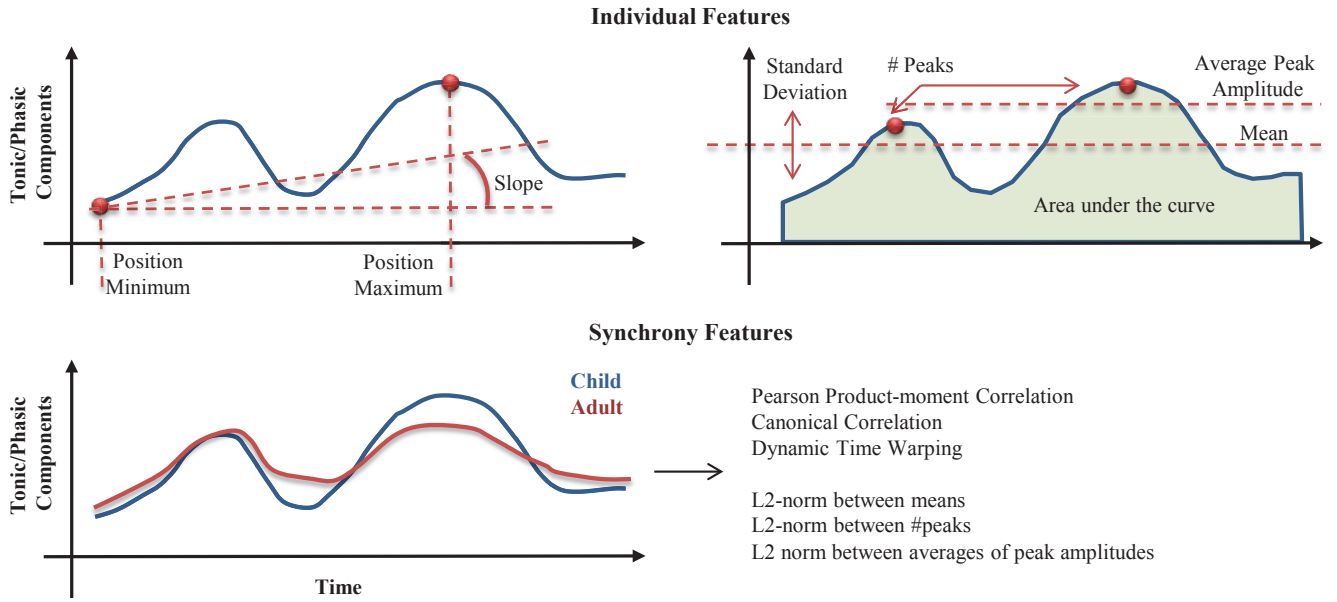 Individual Features
Tonic/Phasic
Components
Slope
Position
Minimum
Position
Maximum
Standard
Deviation
# Peaks
Average Peak
Amplitude
Mean
Area under the curve
Synchrony Features
Tonic/Phasic
Components
Child
Adult
Time
Pearson Product-moment Correlation
Canonical Correlation
Dynamic Time Warping
L2-norm between means
L2-norm between #peaks
L2 norm between averages of peak amplitudes